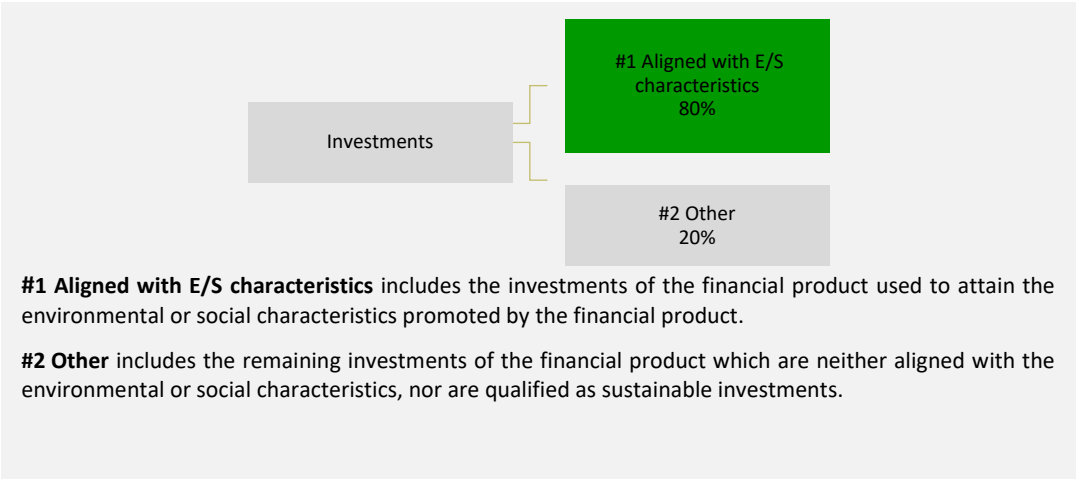 #1 Aligned with E/S
characteristics
80%
Investments
#2 Other
20%
#1 Aligned with E/S characteristics includes the investments of the financial product used to attain the
environmental or social characteristics promoted by the financial product.
#2 Other includes the remaining investments of the financial product which are neither aligned with the
environmental or social characteristics, nor are qualified as sustainable investments.